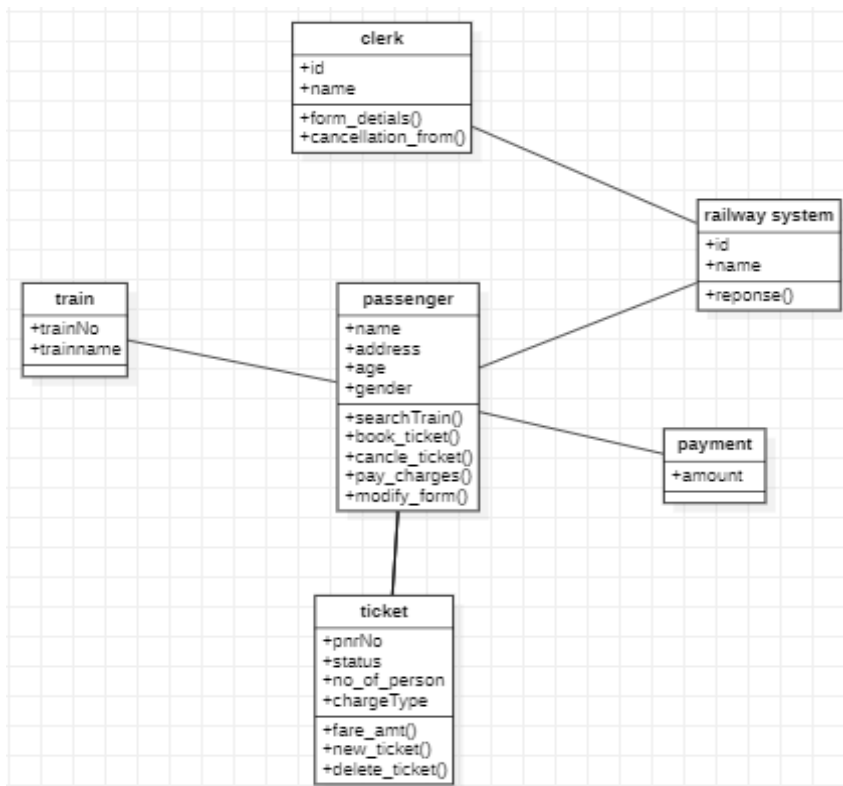 clerk
+id
+name
+form_detials()
+cancellation_from()
railway system
+id
+name
+reponse()
train
+trainNo
+trainname
passenger
+name
+address
+age
+gender
+searchTrain()
+book_ticket()
+cancle_ticket()
+pay_charges()
+modify_form()
payment
+amount
ticket
+pnrNo
+status
+no_of_person
+chargeType
+fare_amt()
+new_ticket()
+delete_ticket()